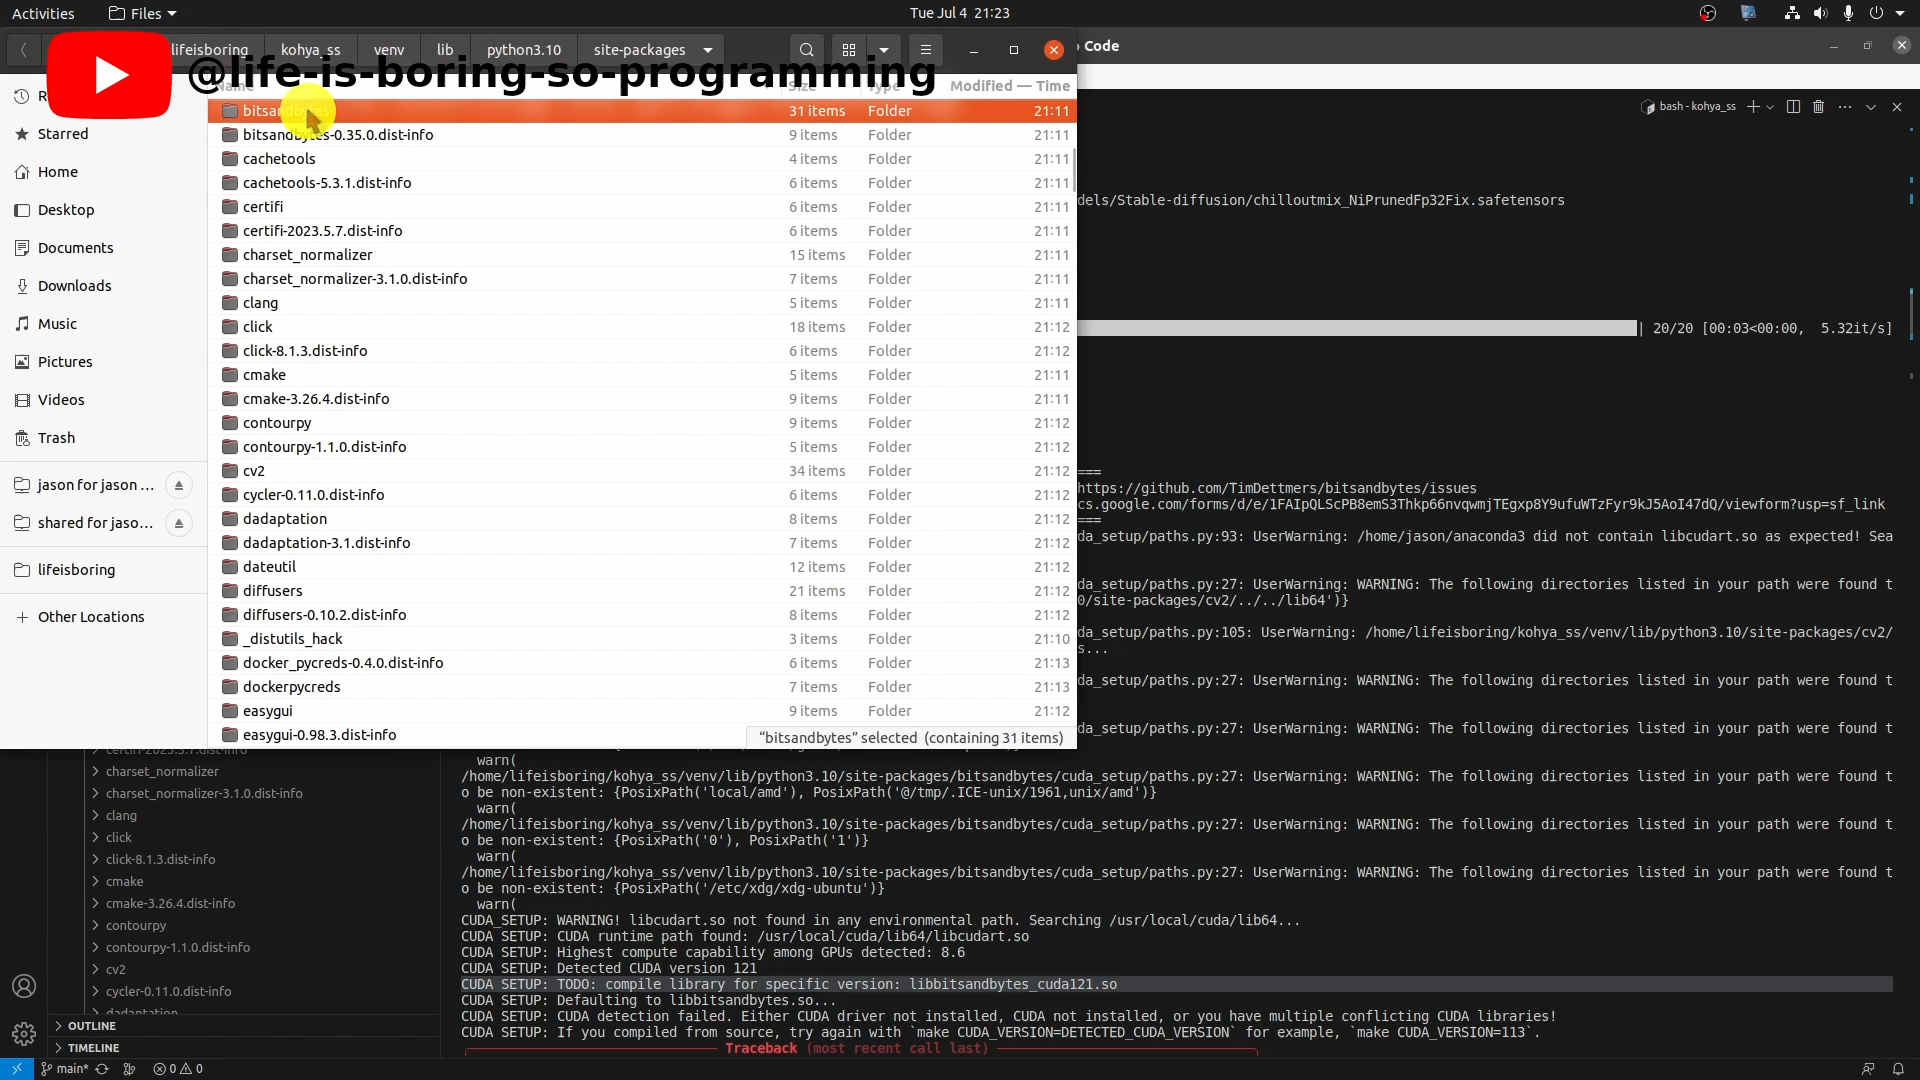 Activities Files Tue Jul 4 21:23
lifeisboring kohya_ss venv lib python3.10 site-packages
Code
@life-is-boring-so-programming
Modified — Time
Starred
Home
Desktop
Documents
Downloads
Music
Pictures
Videos
Trash
jason for jason ...
shared for jaso...
lifeisboring
+ Other Locations
bitsandbytes 31 items Folder 21:11
bitsandbytes-0.35.0.dist-info 9 items Folder 21:11
cachetools 4 items Folder 21:11
cachetools-5.3.1.dist-info 6 items Folder 21:11
certifi 6 items Folder 21:11
certifi-2023.5.7.dist-info 6 items Folder 21:11
charset_normalizer 15 items Folder 21:11
charset_normalizer-3.1.0.dist-info 7 items Folder 21:11
clang 5 items Folder 21:11
click 18 items Folder 21:12
click-8.1.3.dist-info 6 items Folder 21:12
cmake 5 items Folder 21:11
cmake-3.26.4.dist-info 9 items Folder 21:11
contourpy 9 items Folder 21:12
contourpy-1.1.0.dist-info 5 items Folder 21:12
cv2 34 items Folder 21:12
cycler-0.11.0.dist-info 6 items Folder 21:12
dadaptation 8 items Folder 21:12
dadaptation-3.1.dist-info 7 items Folder 21:12
dateutil 12 items Folder 21:12
diffusers 21 items Folder 21:12
diffusers-0.10.2.dist-info 8 items Folder 21:12
_distutils_hack 3 items Folder 21:10
docker_pycreds-0.4.0.dist-info 6 items Folder 21:13
dockerpycreds 7 items Folder 21:13
easygui 9 items Folder 21:12
easygui-0.98.3.dist-info
“bitsandbytes” selected (containing 31 items)
bash - kohya_ss
dels/Stable-diffusion/chilloutmix_NiPrunedFp32Fix.safetensors
| 20/20 [00:03<00:00, 5.32it/s]
===
https://github.com/TimDettmers/bitsandbytes/issues
cs.google.com/forms/d/e/1FAIpQLScPB8emS3Thkp66nvqwmjTEgxp8Y9ufuWTzFyr9kJ5AoI47dQ/viewform?usp=sf_link
===
da_setup/paths.py:93: UserWarning: /home/jason/anaconda3 did not contain libcudart.so as expected! Sea
da_setup/paths.py:27: UserWarning: WARNING: The following directories listed in your path were found t
0/site-packages/cv2/../../lib64')}
da_setup/paths.py:105: UserWarning: /home/lifeisboring/kohya_ss/venv/lib/python3.10/site-packages/cv2/
s...
da_setup/paths.py:27: UserWarning: WARNING: The following directories listed in your path were found t
da_setup/paths.py:27: UserWarning: WARNING: The following directories listed in your path were found t
warn(
/home/lifeisboring/kohya_ss/venv/lib/python3.10/site-packages/bitsandbytes/cuda_setup/paths.py:27: UserWarning: WARNING: The following directories listed in your path were found t
o be non-existent: {PosixPath('local/amd'), PosixPath('@/tmp/.ICE-unix/1961,unix/amd')}
warn(
/home/lifeisboring/kohya_ss/venv/lib/python3.10/site-packages/bitsandbytes/cuda_setup/paths.py:27: UserWarning: WARNING: The following directories listed in your path were found t
o be non-existent: {PosixPath('0'), PosixPath('1')}
warn(
/home/lifeisboring/kohya_ss/venv/lib/python3.10/site-packages/bitsandbytes/cuda_setup/paths.py:27: UserWarning: WARNING: The following directories listed in your path were found t
o be non-existent: {PosixPath('/etc/xdg/xdg-ubuntu')}
warn(
CUDA_SETUP: WARNING! libcudart.so not found in any environmental path. Searching /usr/local/cuda/lib64...
CUDA SETUP: CUDA runtime path found: /usr/local/cuda/lib64/libcudart.so
CUDA SETUP: Highest compute capability among GPUs detected: 8.6
CUDA SETUP: Detected CUDA version 121
CUDA SETUP: TODO: compile library for specific version: libbitsandbytes_cuda121.so
CUDA SETUP: Defaulting to libbitsandbytes.so...
CUDA SETUP: CUDA detection failed. Either CUDA driver not installed, CUDA not installed, or you have multiple conflicting CUDA libraries!
CUDA SETUP: If you compiled from source, try again with `make CUDA_VERSION=DETECTED_CUDA_VERSION` for example, `make CUDA_VERSION=113`.
Traceback (most recent call last)
certifi-2023.5.7.dist-info
charset_normalizer
charset_normalizer-3.1.0.dist-info
clang
click
click-8.1.3.dist-info
cmake
cmake-3.26.4.dist-info
contourpy
contourpy-1.1.0.dist-info
cv2
cycler-0.11.0.dist-info
dadaptation
OUTLINE
TIMELINE
main* 0 0